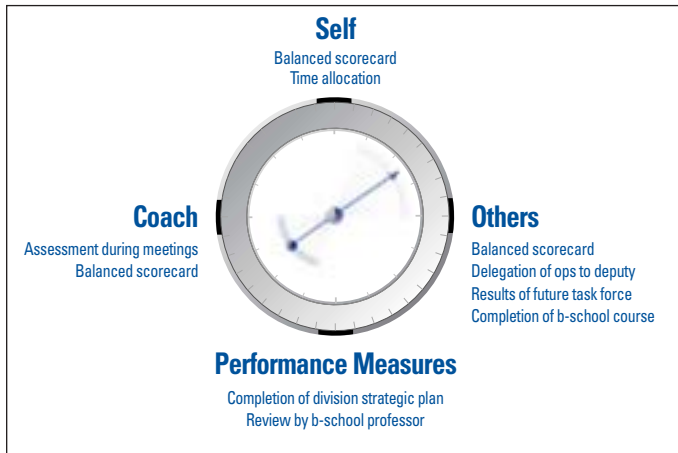 Self
Balanced scorecard
Time allocation
Coach
Assessment during meetings
Balanced scorecard
Others
Balanced scorecard
Delegation of ops to deputy
Results of future task force
Completion of b-school course
Performance Measures
Completion of division strategic plan
Review by b-school professor